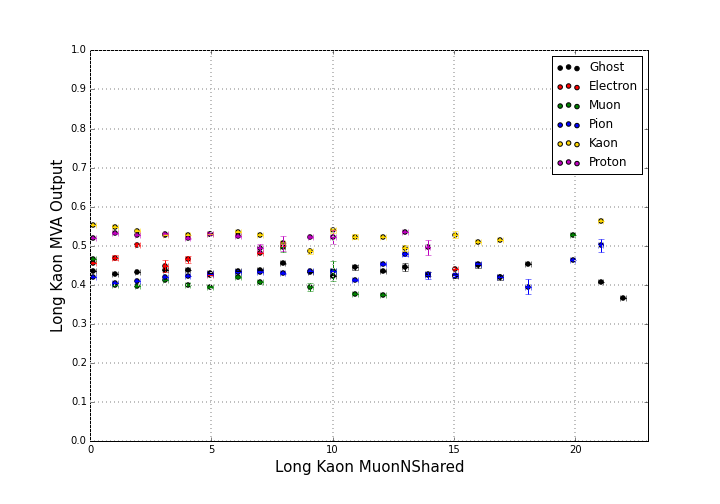 1.0
0.9
0.8
0.7
0.6
0.5
0.4
0.3
0.2
0.1
0.0
0 5 10 15 20
Long Kaon MVA Output
Long Kaon MuonNShared
Ghost
Electron
Muon
Pion
Kaon
Proton